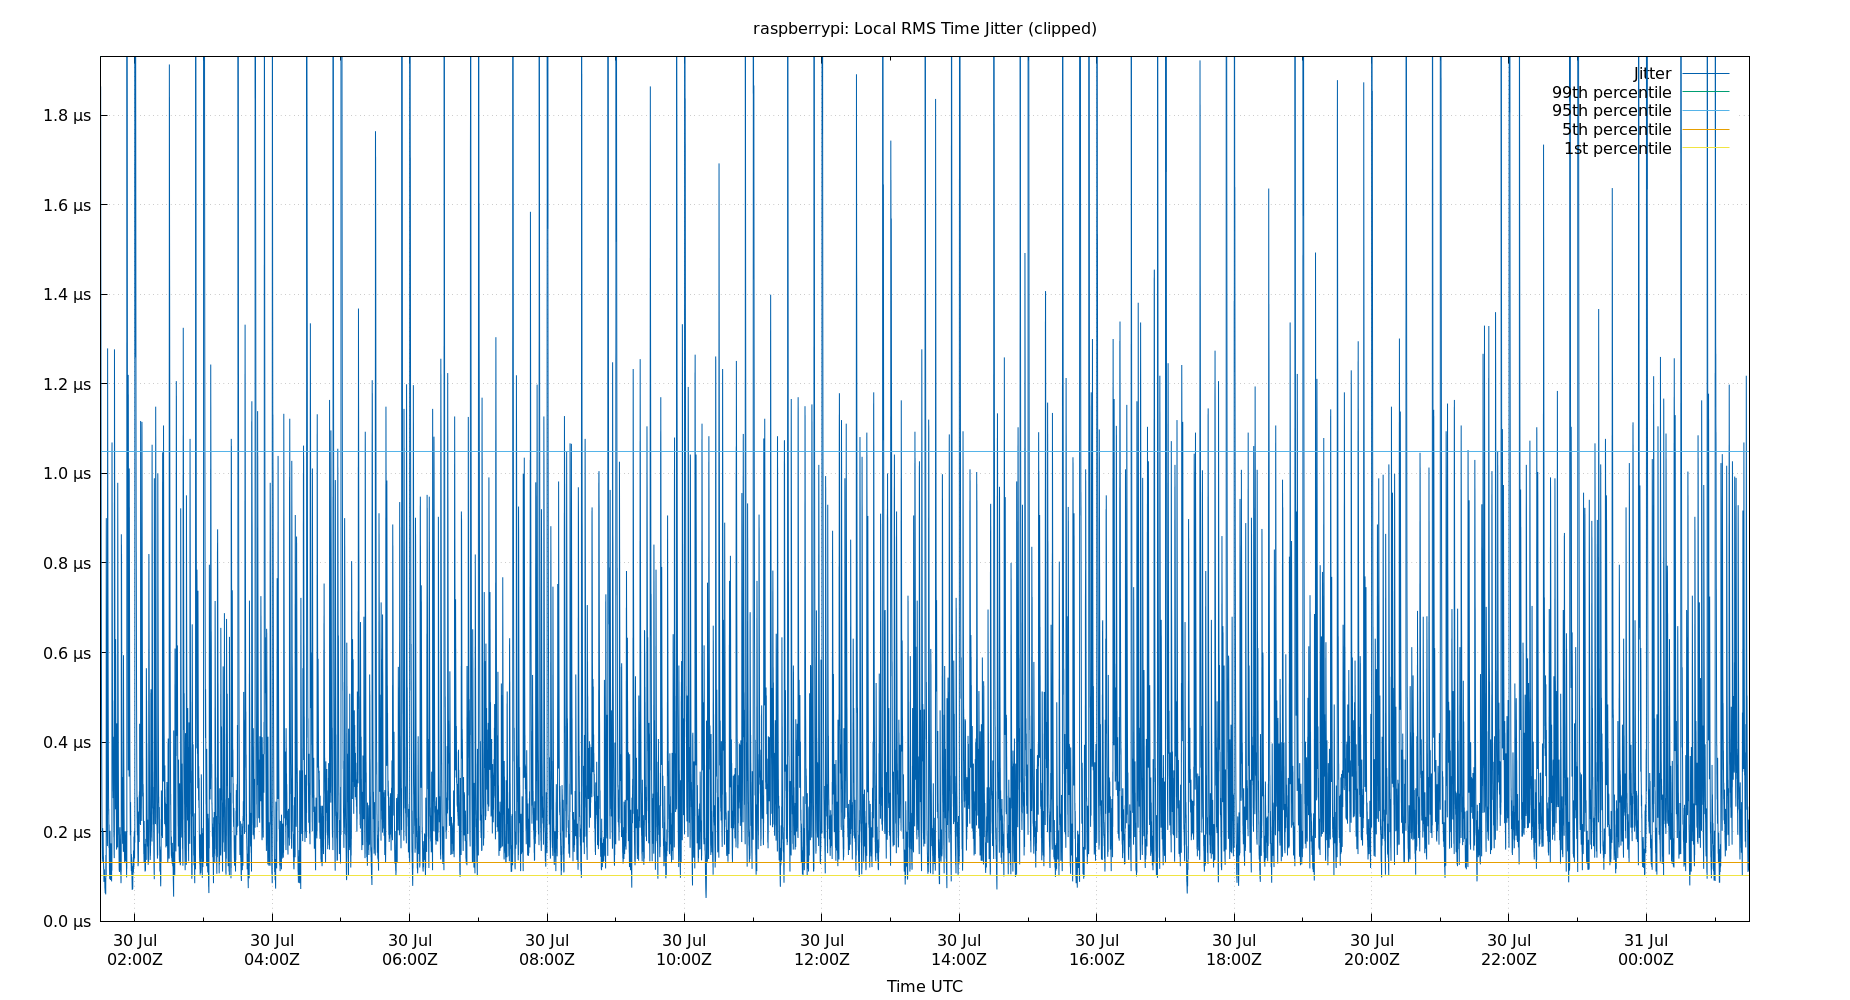 raspberrypi: Local RMS Time Jitter (clipped)
Jitter
99th percentile
95th percentile
5th percentile
1st percentile
1.8 µs
1.6 µs
1.4 µs
1.2 µs
1.0 µs
0.8 µs
0.6 µs
0.4 µs
0.2 µs
0.0 µs
30 Jul 30 Jul 30 Jul 30 Jul 30 Jul 30 Jul 30 Jul 30 Jul 30 Jul 30 Jul 30 Jul 31 Jul
02:00Z 04:00Z 06:00Z 08:00Z 10:00Z 12:00Z 14:00Z 16:00Z 18:00Z 20:00Z 22:00Z 00:00Z
Time UTC